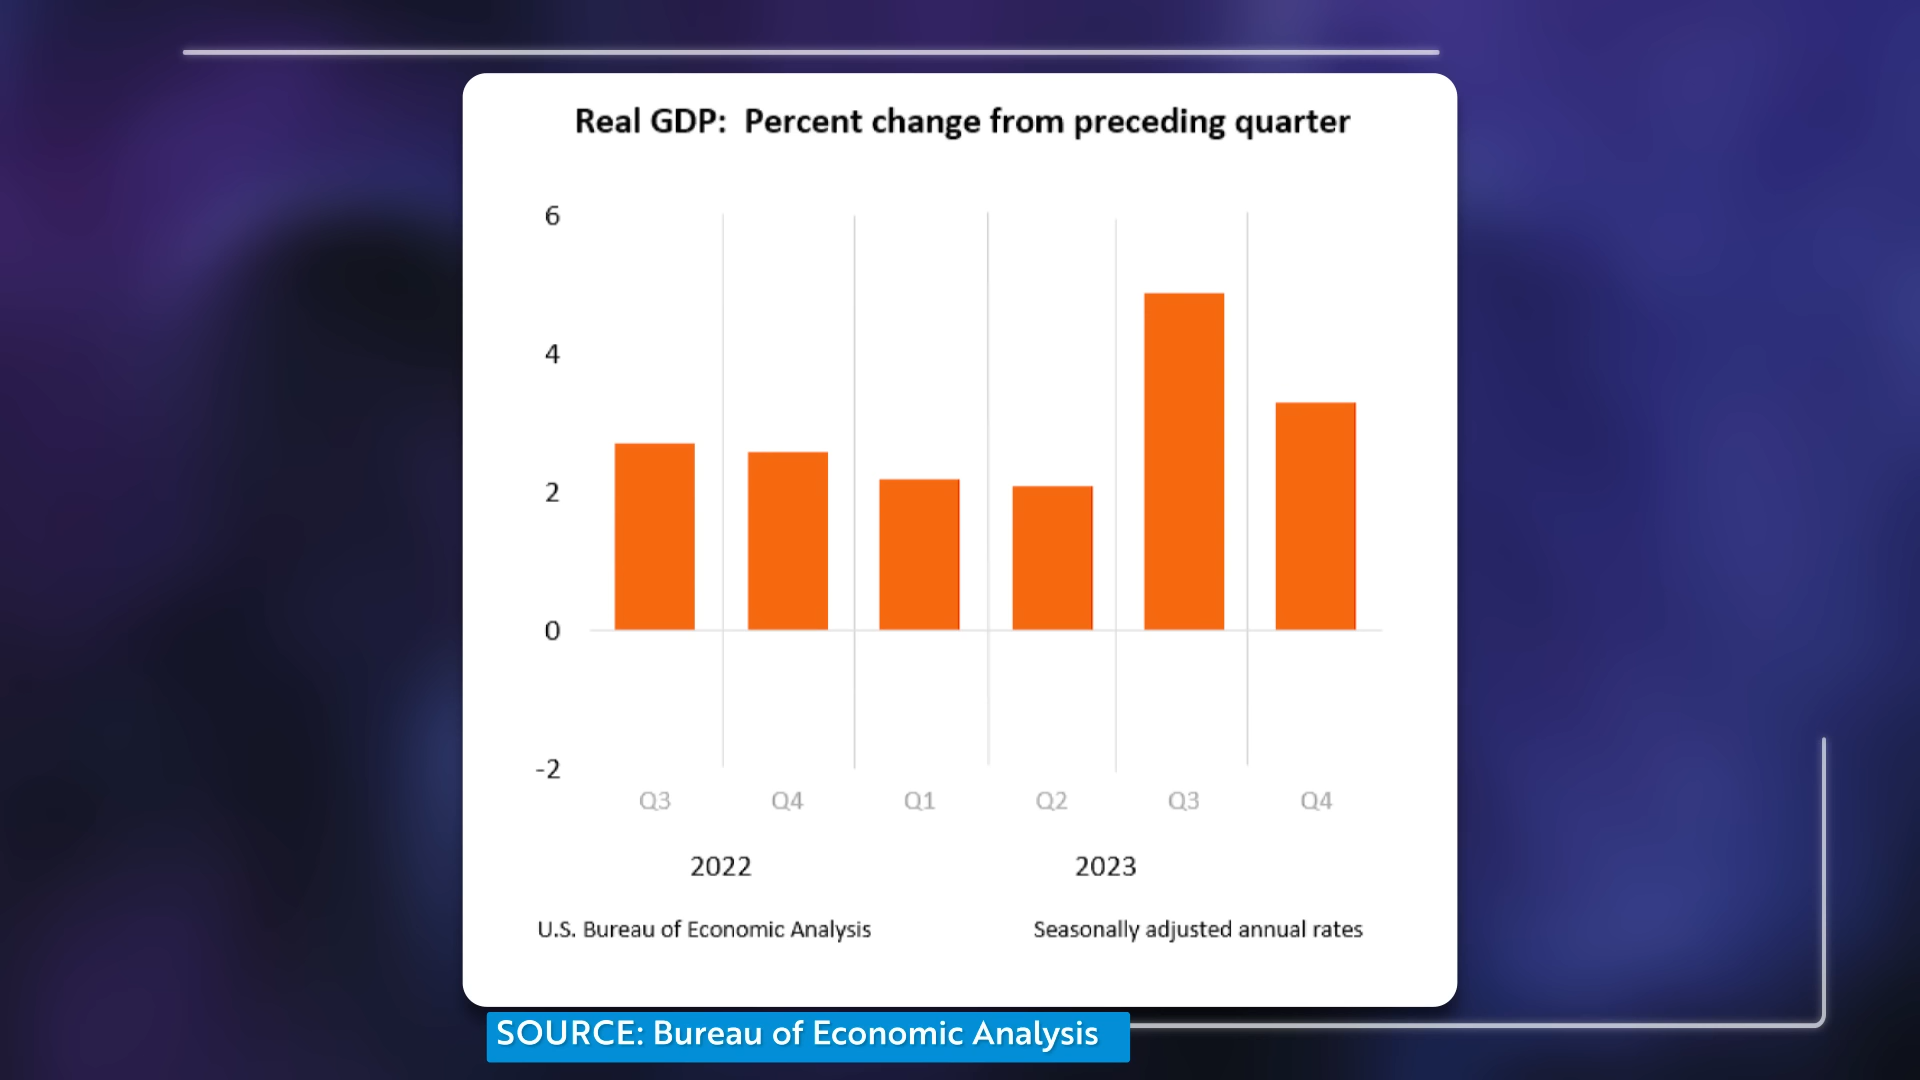 Real GDP:  Percent change from preceding quarter
6
4
2
0
-2
Q3 Q4 Q1 Q2 Q3 Q4
2022 2023
U.S. Bureau of Economic Analysis Seasonally adjusted annual rates
SOURCE: Bureau of Economic Analysis